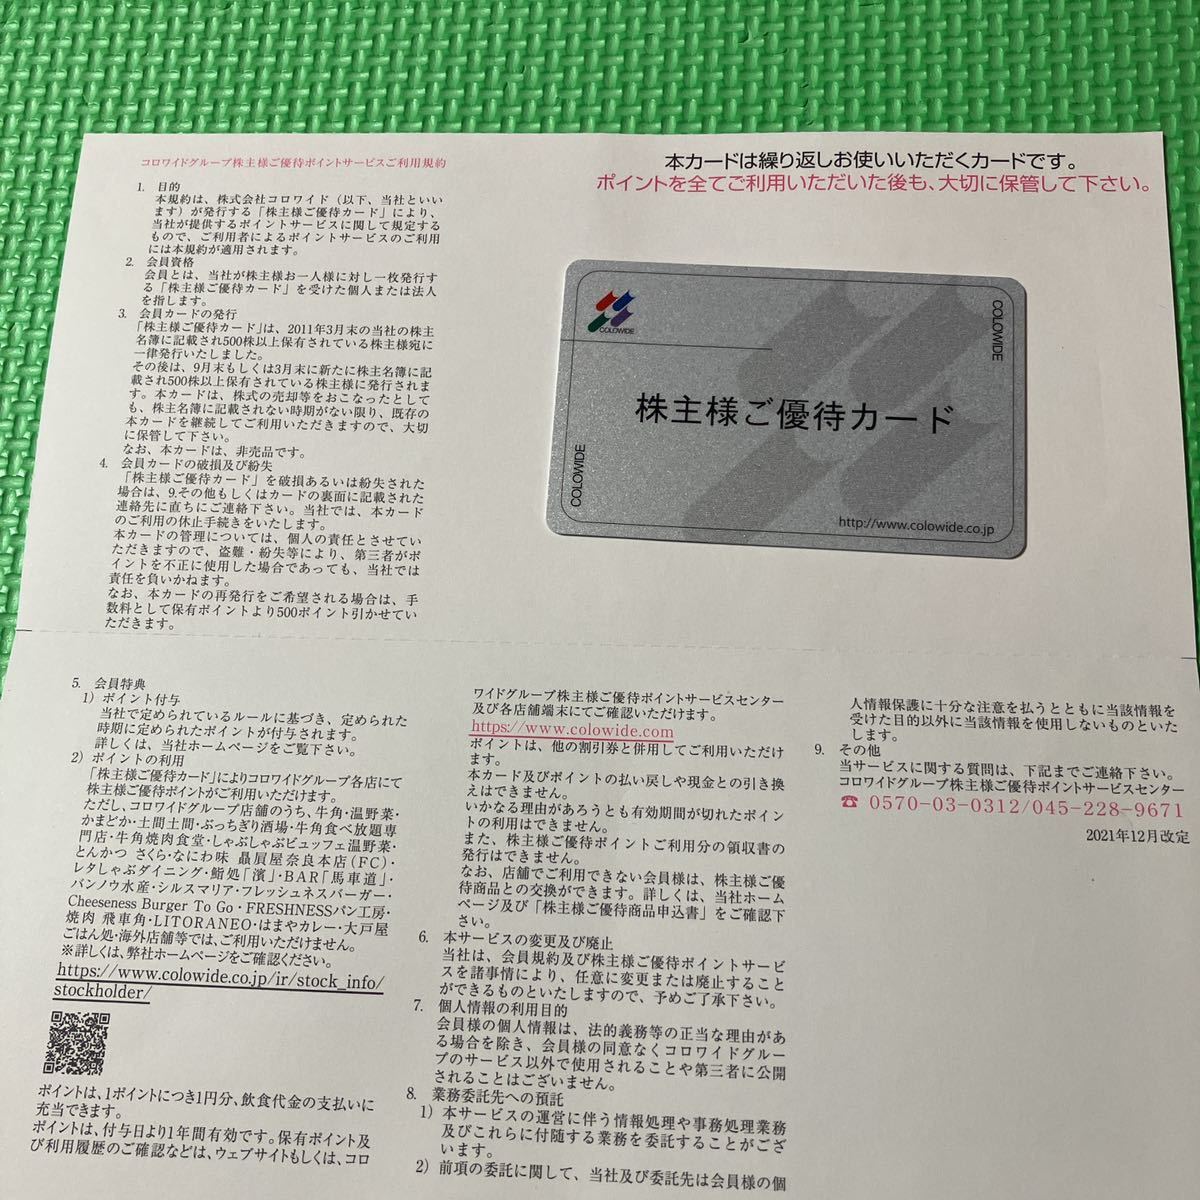 コロワイドグループ株主様ご優待ポイントサービスご利用規約
1. 目的
本規約は、株式会社コロワイド（以下、当社といい
ます）が発行する「株主様ご優待カード」により、
当社が提供するポイントサービスに関して規定する
もので、ご利用者によるポイントサービスのご利用
には本規約が適用されます。
2. 会員資格
会員とは、当社が株主様お一人様に対し一枚発行す
る「株主様ご優待カード」を受けた個人または法人
を指します。
3. 会員カードの発行
「株主様ご優待カード」は、2011年3月末の当社の株主
名簿に記載され500株以上保有されている株主様宛に
一律発行いたしました。
その後は、9月末もしくは3月末に新たに株主名簿に記
載され500株以上保有されている株主様に発行されま
す。本カードは、株式の売却等をおこなったとして
も、株主名簿に記載されない時期がない限り、既存の
本カードを継続してご利用いただきますので、大切
に保管して下さい。
なお、本カードは、非売品です。
4. 会員カードの破損及び紛失
「株主様ご優待カード」を破損あるいは紛失された
場合は、9.その他もしくはカードの裏面に記載された
連絡先に直ちにご連絡下さい。当社では、本カード
のご利用の休止手続きをいたします。
本カードの管理については、個人の責任とさせてい
ただきますので、盗難・紛失等により、第三者がポ
イントを不正に使用した場合であっても、当社では
責任を負いかねます。
なお、本カードの再発行をご希望される場合は、手
数料として保有ポイントより500ポイント引かせてい
ただきます。
本カードは繰り返しお使いいただくカードです。
ポイントを全てご利用いただいた後も、大切に保管して下さい。
COLOWIDE
COLOWIDE
株主様ご優待カード
COLOWIDE
http://www.colowide.co.jp
5. 会員特典
1) ポイント付与
当社で定められているルールに基づき、定められた
時期に定められたポイントが付与されます。
詳しくは、当社ホームページをご覧下さい。
2) ポイントの利用
「株主様ご優待カード」によりコロワイドグループ各店にて
株主様ご優待ポイントがご利用いただけます。
ただし、コロワイドグループ店舗のうち、牛角・温野菜・
かまどか・土間土間・ぶっちぎり酒場・牛角食べ放題専
門店・牛角焼肉食堂・しゃぶしゃぶビュッフェ温野菜・
とんかつ さくら・なにわ味 贔屓屋奈良本店(FC)・
レタしゃぶダイニング・鮨処「濱」・BAR「馬車道」・
バンノウ水産・シルスマリア・フレッシュネスバーガー・
Cheeseness Burger To Go・FRESHNESSパン工房・
焼肉 飛車角・LITORANEO・はまやカレー・大戸屋
ごはん処・海外店舗等では、ご利用いただけません。
※詳しくは、弊社ホームページをご確認ください。
https://www.colowide.co.jp/ir/stock_info/
stockholder/
ポイントは、1ポイントにつき1円分、飲食代金の支払いに
充当できます。
ポイントは、付与日より1年間有効です。保有ポイント及
び利用履歴のご確認などは、ウェブサイトもしくは、コロ
ワイドグループ株主様ご優待ポイントサービスセンター
及び各店舗端末にてご確認いただけます。
https://www.colowide.com
ポイントは、他の割引券と併用してご利用いただけ
ます。
本カード及びポイントの払い戻しや現金との引き換
えはできません。
いかなる理由があろうとも有効期間が切れたポイン
トの利用はできません。
また、株主様ご優待ポイントご利用分の領収書の
発行はできません。
なお、店舗でご利用できない会員様は、株主様ご優
待商品との交換ができます。詳しくは、当社ホーム
ページ及び「株主様ご優待商品申込書」をご確認下
さい。
6. 本サービスの変更及び廃止
当社は、会員規約及び株主様ご優待ポイントサービ
スを諸事情により、任意に変更または廃止すること
ができるものといたしますので、予めご了承下さい。
7. 個人情報の利用目的
会員様の個人情報は、法的義務等の正当な理由があ
る場合を除き、会員様の同意なくコロワイドグルー
プのサービス以外で使用されることや第三者に公開
されることはございません。
8. 業務委託先への預託
1) 本サービスの運営に伴う情報処理や事務処理業務
及びこれらに付随する業務を委託することがござ
います。
2) 前項の委託に関して、当社及び委託先は会員様の個
人情報保護に十分な注意を払うとともに当該情報を
受けた目的以外に当該情報を使用しないものといた
します。
9. その他
当サービスに関する質問は、下記までご連絡下さい。
コロワイドグループ株主様ご優待ポイントサービスセンター
☎ 0570-03-0312/045-228-9671
2021年12月改定